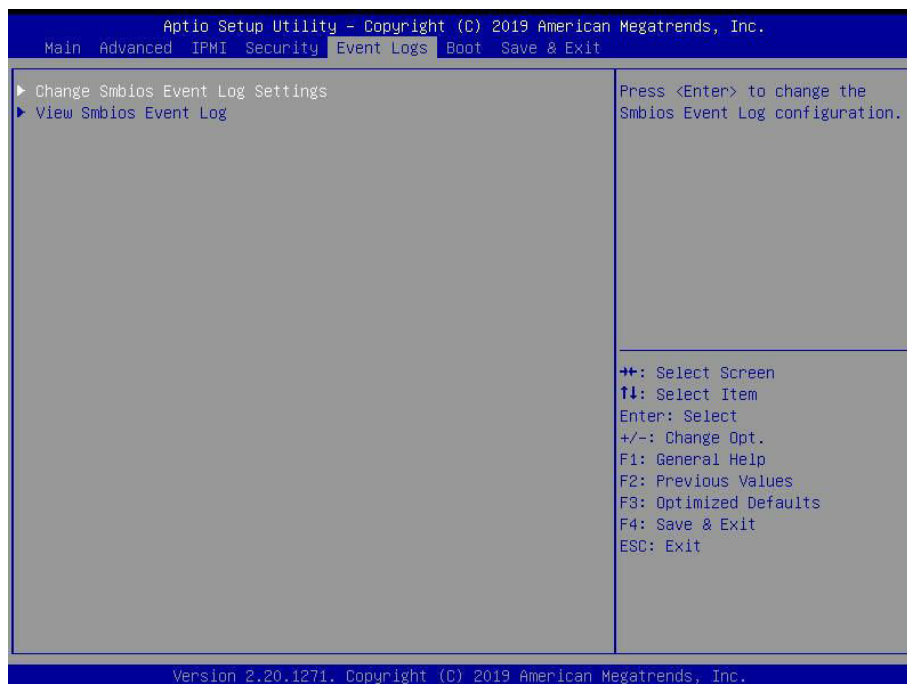 Aptio Setup Utility – Copyright (C) 2019 American Megatrends, Inc.
Main Advanced IPMI Security Event Logs Boot Save & Exit
▶ Change Smbios Event Log Settings
▶ View Smbios Event Log
Press <Enter> to change the
Smbios Event Log configuration.
→←: Select Screen
↑↓: Select Item
Enter: Select
+/-: Change Opt.
F1: General Help
F2: Previous Values
F3: Optimized Defaults
F4: Save & Exit
ESC: Exit
Version 2.20.1271. Copyright (C) 2019 American Megatrends, Inc.